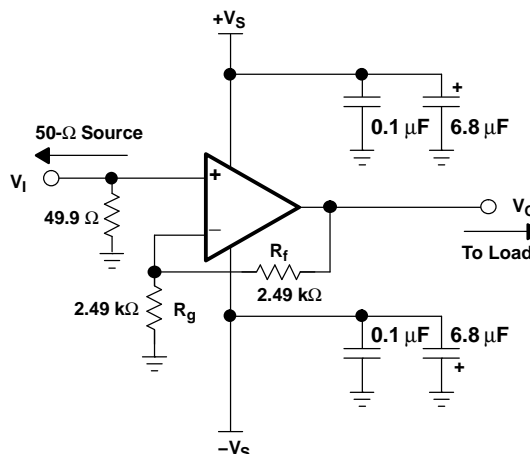 +VS
+
0.1 μF
6.8 μF
50-Ω Source
VI
49.9 Ω
+
−
VO
To Load
Rf
2.49 kΩ
2.49 kΩ
Rg
0.1 μF
6.8 μF
+
−VS